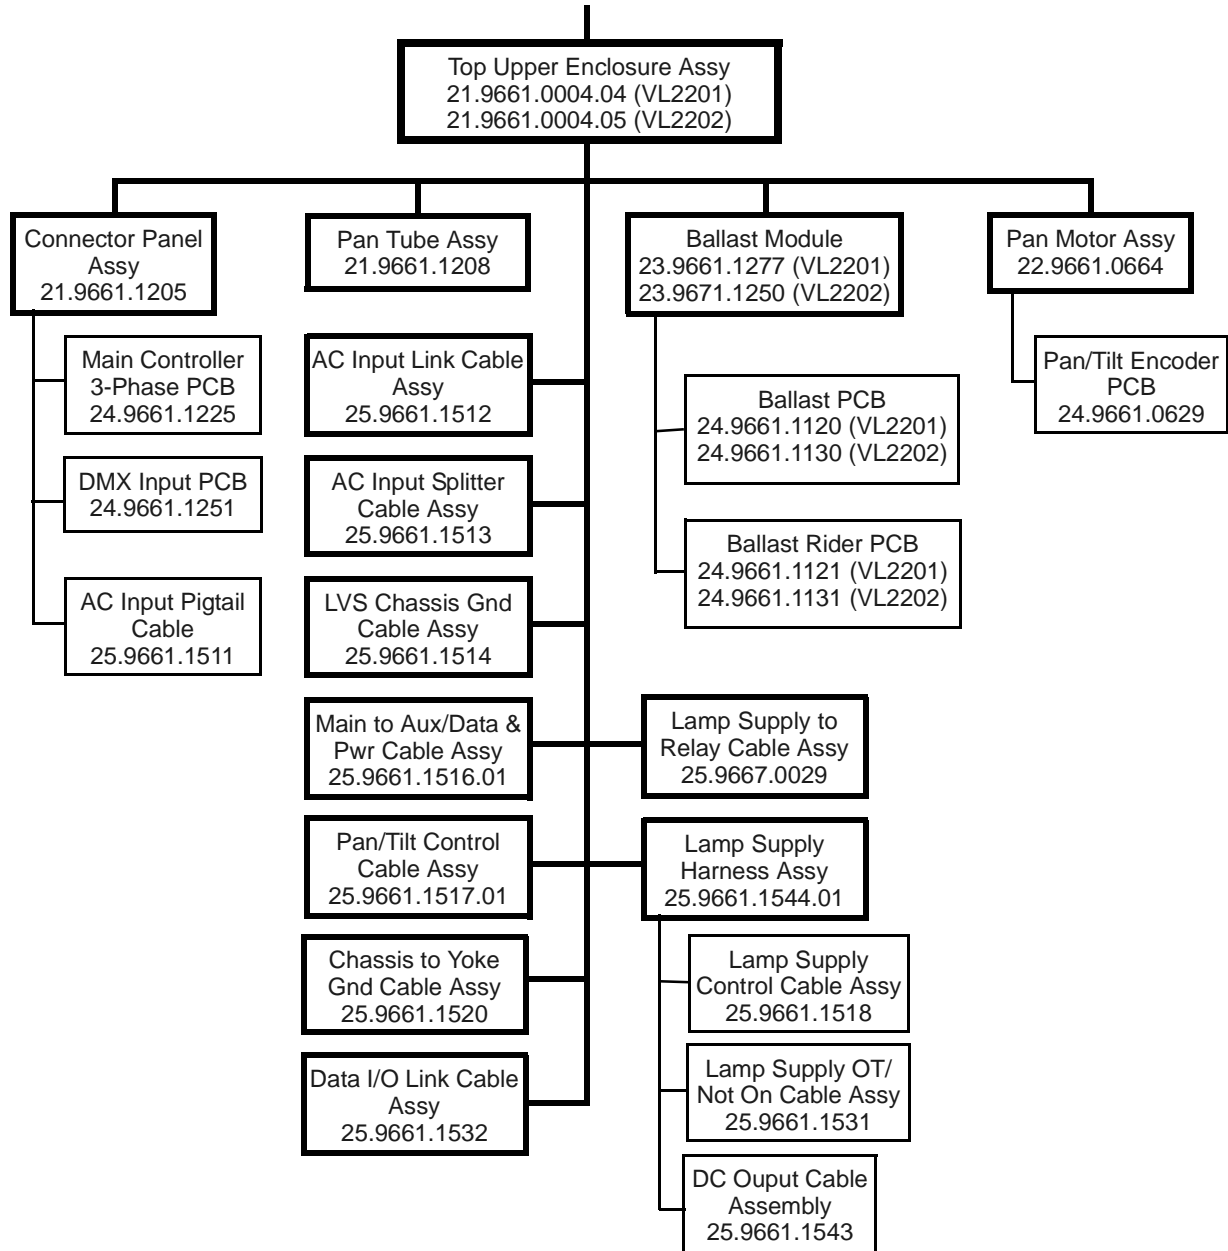 Top Upper Enclosure Assy
21.9661.0004.04 (VL2201)
21.9661.0004.05 (VL2202)
Connector Panel
Assy
21.9661.1205
Main Controller
3-Phase PCB
24.9661.1225
DMX Input PCB
24.9661.1251
AC Input Pigtail
Cable
25.9661.1511
Pan Tube Assy
21.9661.1208
AC Input Link Cable
Assy
25.9661.1512
AC Input Splitter
Cable Assy
25.9661.1513
LVS Chassis Gnd
Cable Assy
25.9661.1514
Main to Aux/Data &
Pwr Cable Assy
25.9661.1516.01
Pan/Tilt Control
Cable Assy
25.9661.1517.01
Chassis to Yoke
Gnd Cable Assy
25.9661.1520
Data I/O Link Cable
Assy
25.9661.1532
Ballast Module
23.9661.1277 (VL2201)
23.9671.1250 (VL2202)
Ballast PCB
24.9661.1120 (VL2201)
24.9661.1130 (VL2202)
Ballast Rider PCB
24.9661.1121 (VL2201)
24.9661.1131 (VL2202)
Lamp Supply to
Relay Cable Assy
25.9667.0029
Lamp Supply
Harness Assy
25.9661.1544.01
Lamp Supply
Control Cable Assy
25.9661.1518
Lamp Supply OT/
Not On Cable Assy
25.9661.1531
DC Ouput Cable
Assembly
25.9661.1543
Pan Motor Assy
22.9661.0664
Pan/Tilt Encoder
PCB
24.9661.0629